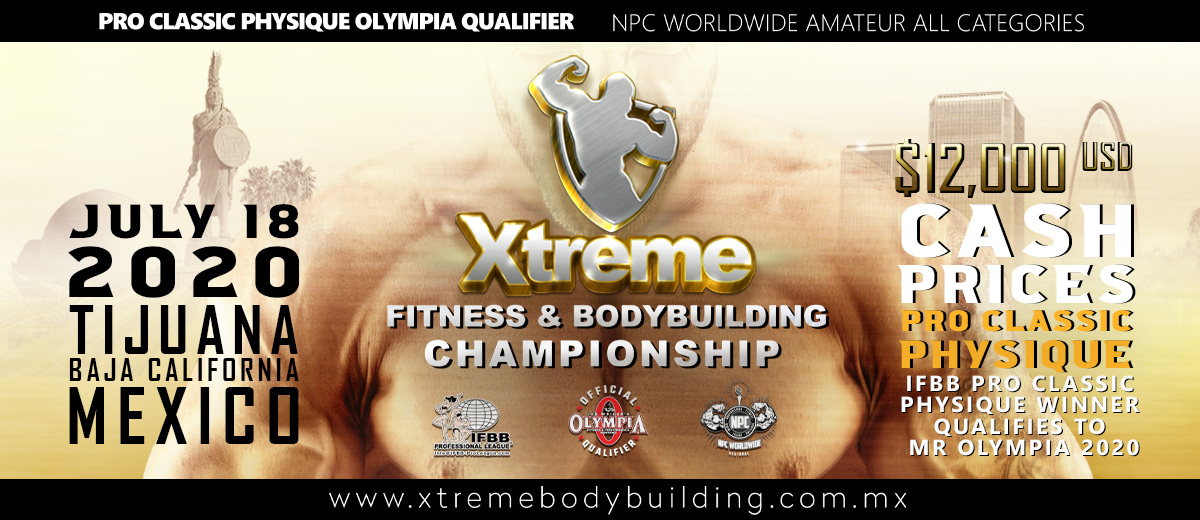 PRO CLASSIC PHYSIQUE OLYMPIA QUALIFIER NPC WORLDWIDE AMATEUR ALL CATEGORIES
JULY 18
2020
TIJUANA
BAJA CALIFORNIA
MEXICO
Xtreme
FITNESS & BODYBUILDING
CHAMPIONSHIP
IFBB
PROFESSIONAL LEAGUE
OFFICIAL
OLYMPIA
QUALIFIER
NPC
NPC WORLDWIDE
REGIONAL
$12,000 USD
CASH
PRICES
PRO CLASSIC
PHYSIQUE
IFBB PRO CLASSIC
PHYSIQUE WINNER
QUALIFIES TO
MR OLYMPIA 2020
www.xtremebodybuilding.com.mx